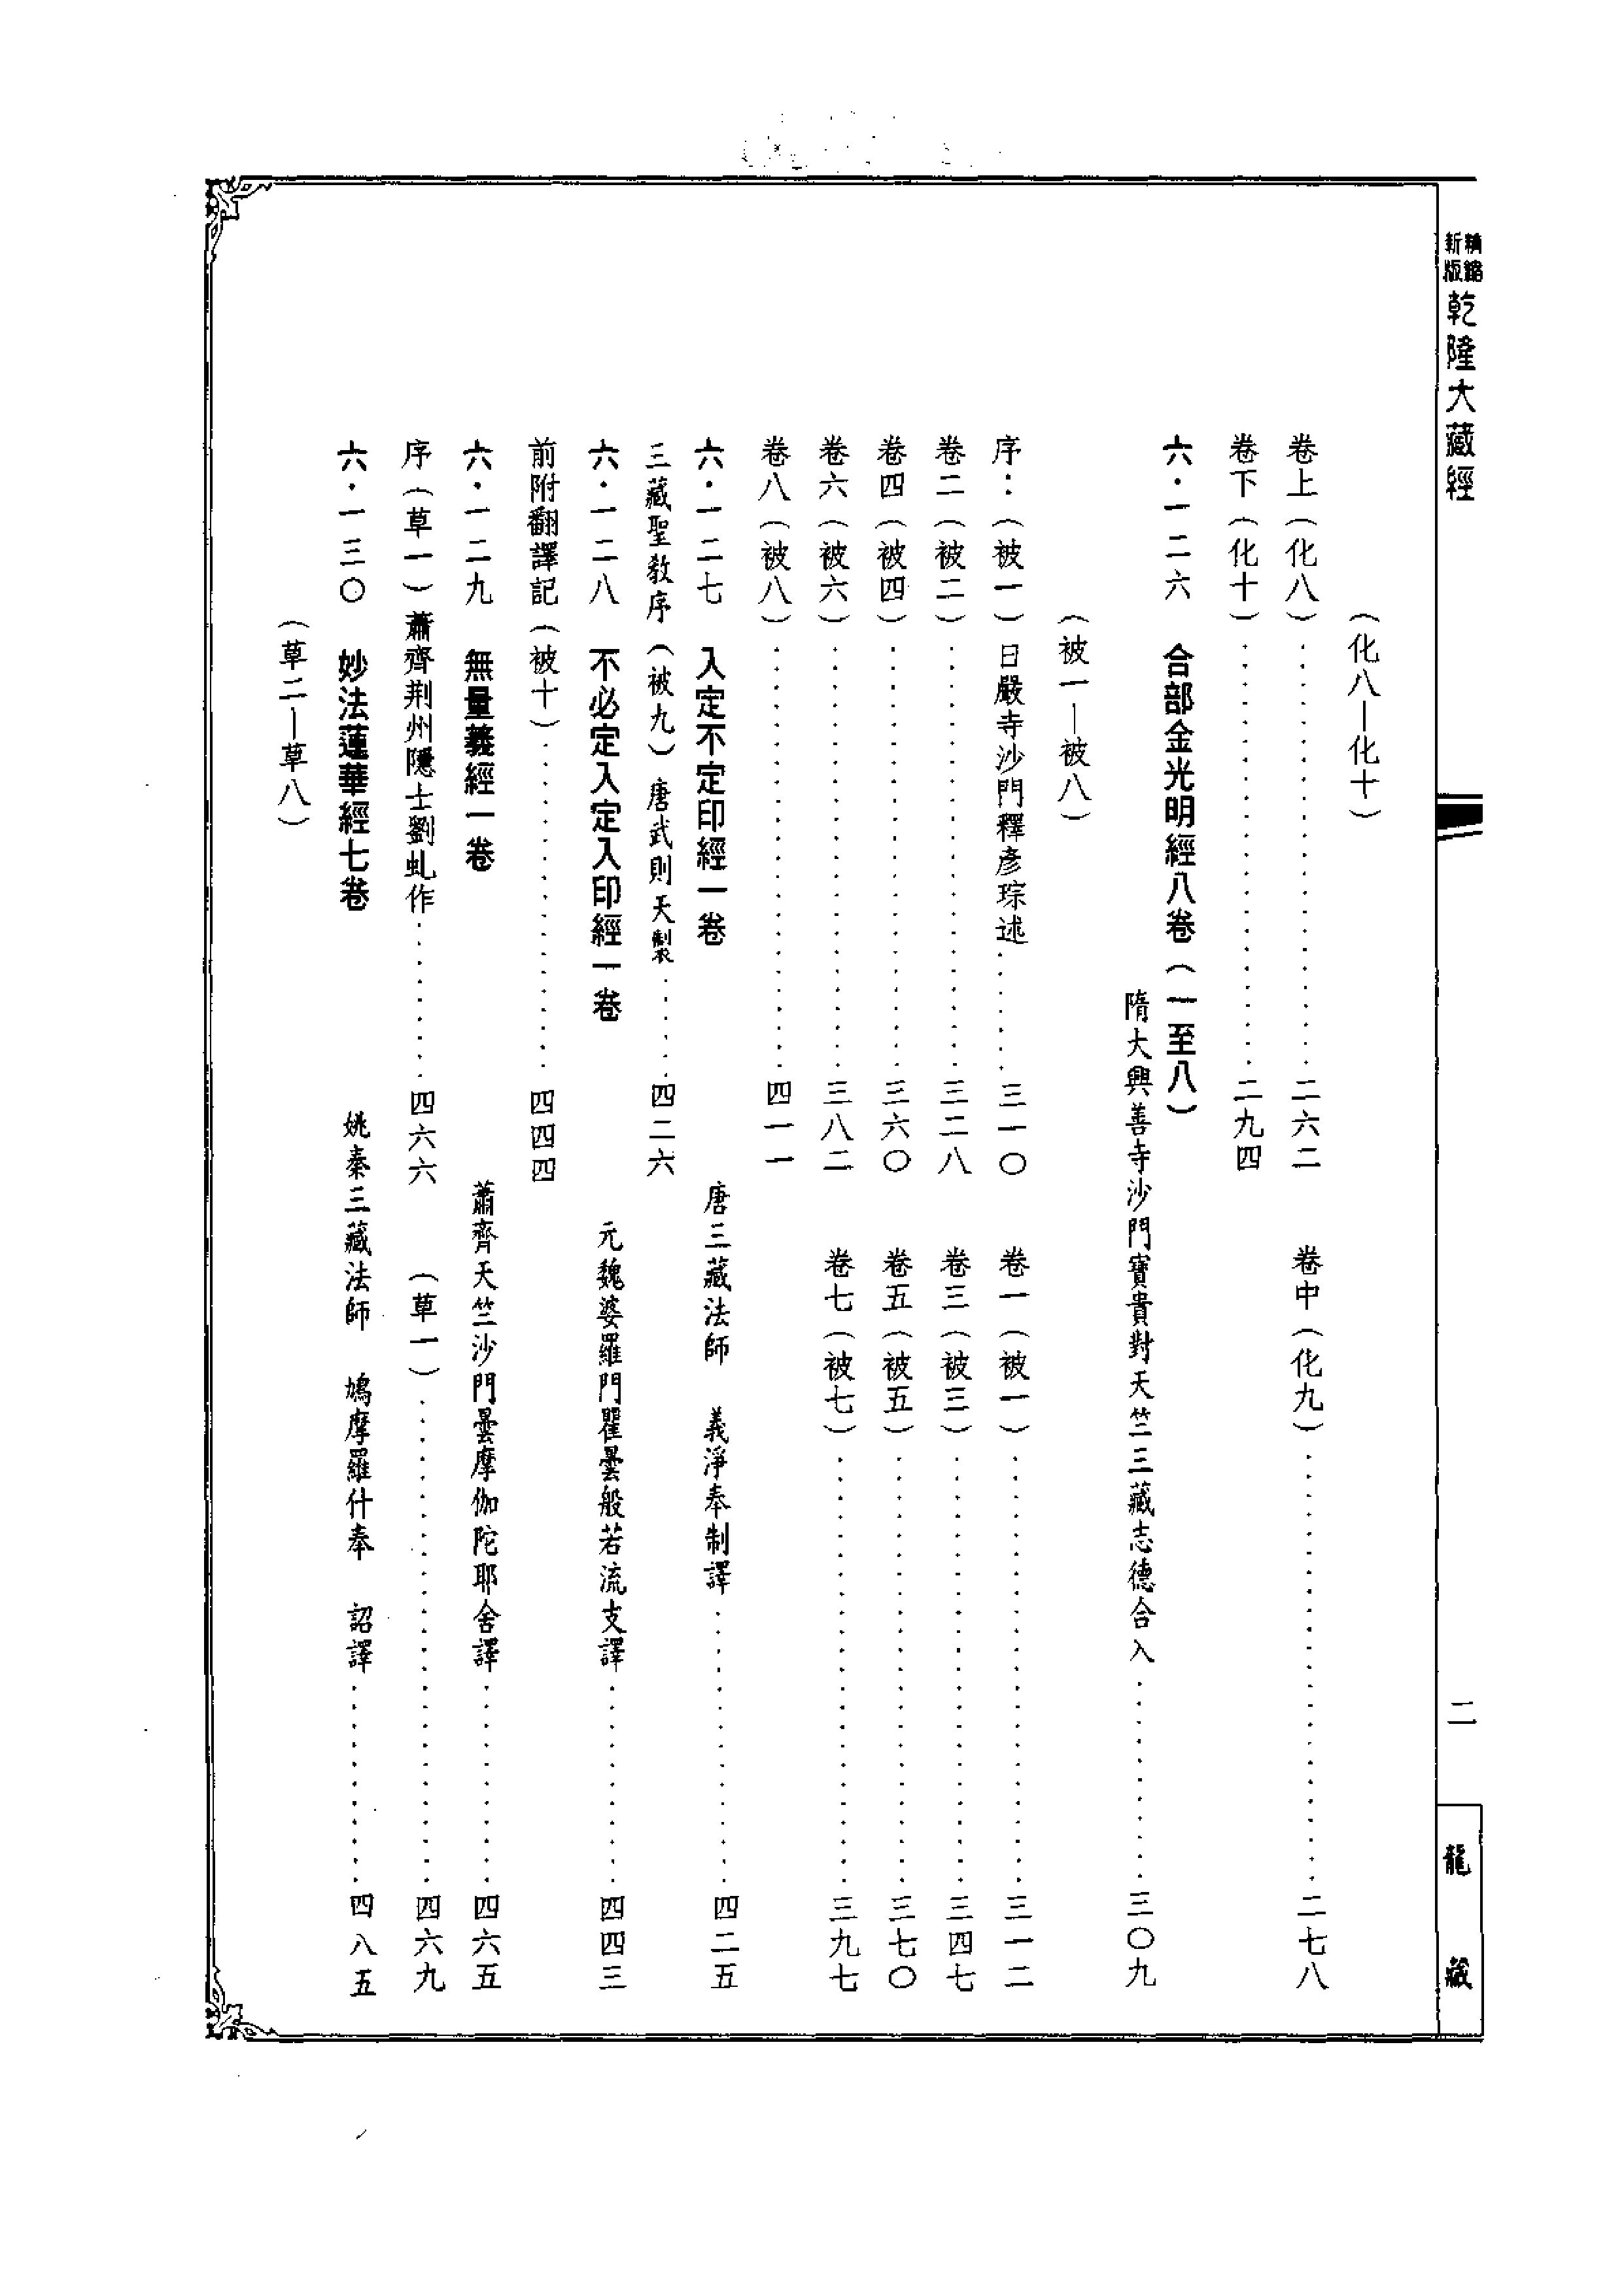 精縮新版 乾隆大藏經
二
龍藏
（化八—化十）
卷上（化八）……二六二　卷中（化九）……二七八
卷下（化十）……二九四
六·一二六　合部金光明經八卷（一至八）
隋大興善寺沙門寶貴對天竺三藏志德合入……三〇九
（被一—被八）
序：（被一）日嚴寺沙門釋彥琮述……三一〇　卷一（被一）……三一二
卷二（被二）……三二八　卷三（被三）……三四七
卷四（被四）……三六〇　卷五（被五）……三七〇
卷六（被六）……三八二　卷七（被七）……三九七
卷八（被八）……四一一
六·一二七　入定不定印經一卷　唐三藏法師　義淨奉制譯……四二五
三藏聖教序（被九）唐武則天製……四二六
六·一二八　不必定入定入印經一卷　元魏婆羅門瞿曇般若流支譯……四四三
前附翻譯記（被十）……四四四
六·一二九　無量義經一卷　蕭齊天竺沙門曇摩伽陀耶舍譯……四六五
序（草一）蕭齊荆州隱士劉虬作……四六六　（草一）……四六九
六·一三〇　妙法蓮華經七卷　姚秦三藏法師　鳩摩羅什奉　詔譯……四八五
（草二—草八）